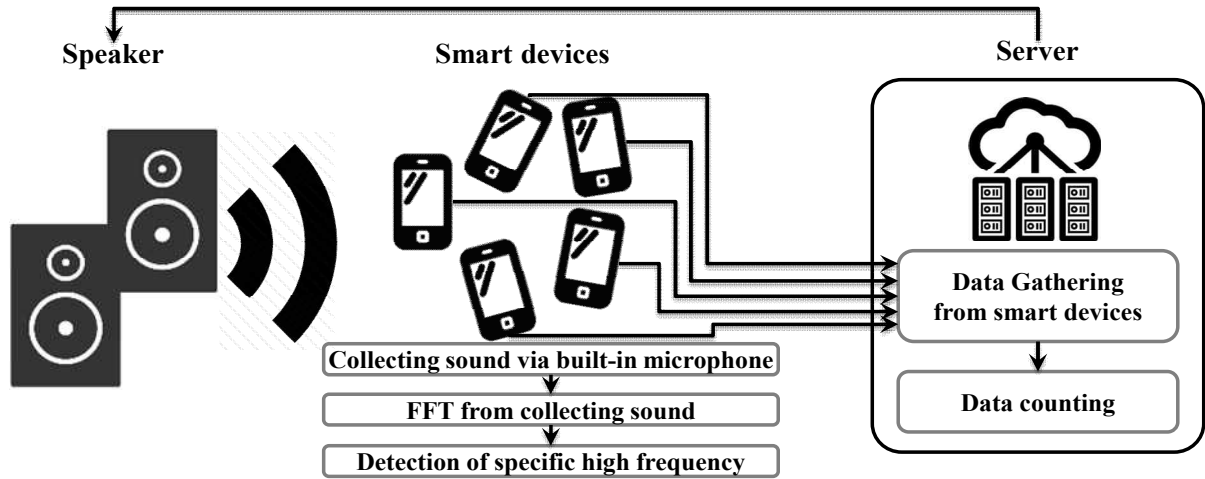 Speaker
Smart devices
Server
Collecting sound via built-in microphone
FFT from collecting sound
Detection of specific high frequency
Data Gathering
from smart devices
Data counting